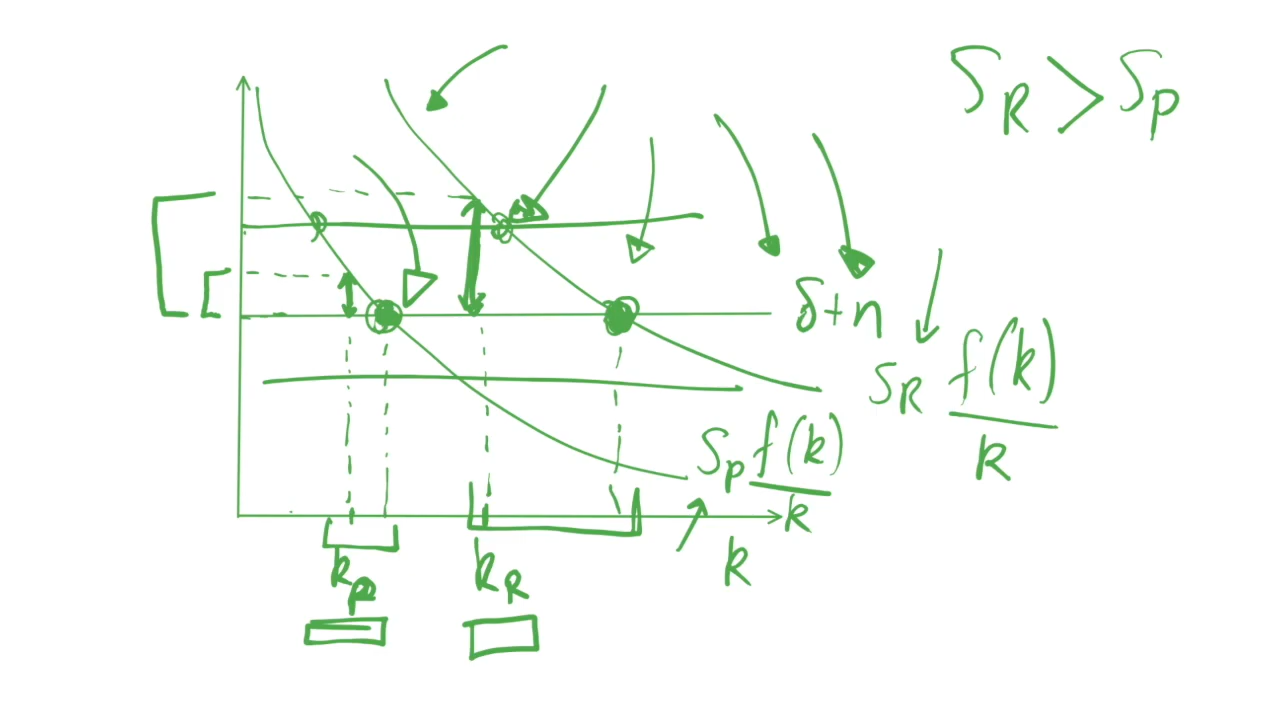 S_R > S_P
δ+n
S_R f(k)/k
S_P f(k)/k
k
k_P
k_R